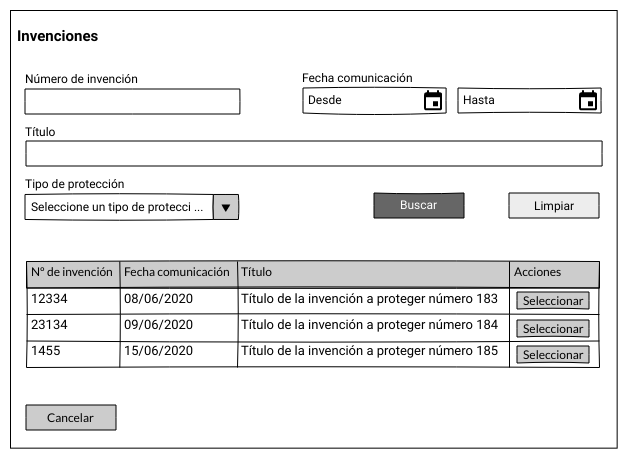 Invenciones
Número de invención
Fecha comunicación
Desde
Hasta
Título
Tipo de protección
Seleccione un tipo de protecci ...
Buscar
Limpiar
Nº de invención Fecha comunicación Título Acciones
12334 08/06/2020 Título de la invención a proteger número 183 Seleccionar
23134 09/06/2020 Título de la invención a proteger número 184 Seleccionar
1455 15/06/2020 Título de la invención a proteger número 185 Seleccionar
Cancelar